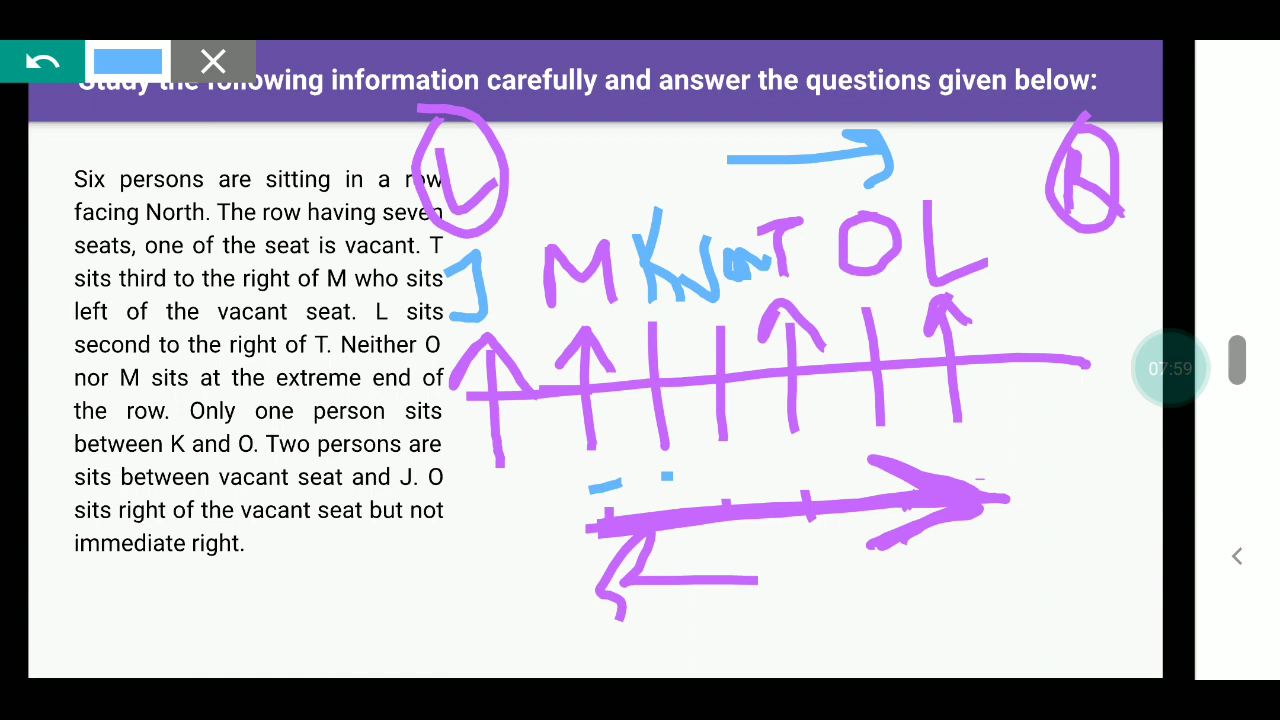 Study the following information carefully and answer the questions given below:
L
R
Six persons are sitting in a row
facing North. The row having seven
seats, one of the seat is vacant. T
sits third to the right of M who sits
left of the vacant seat. L sits
second to the right of T. Neither O
nor M sits at the extreme end of
the row. Only one person sits
between K and O. Two persons are
sits between vacant seat and J. O
sits right of the vacant seat but not
immediate right.
J M K T O L
07:59